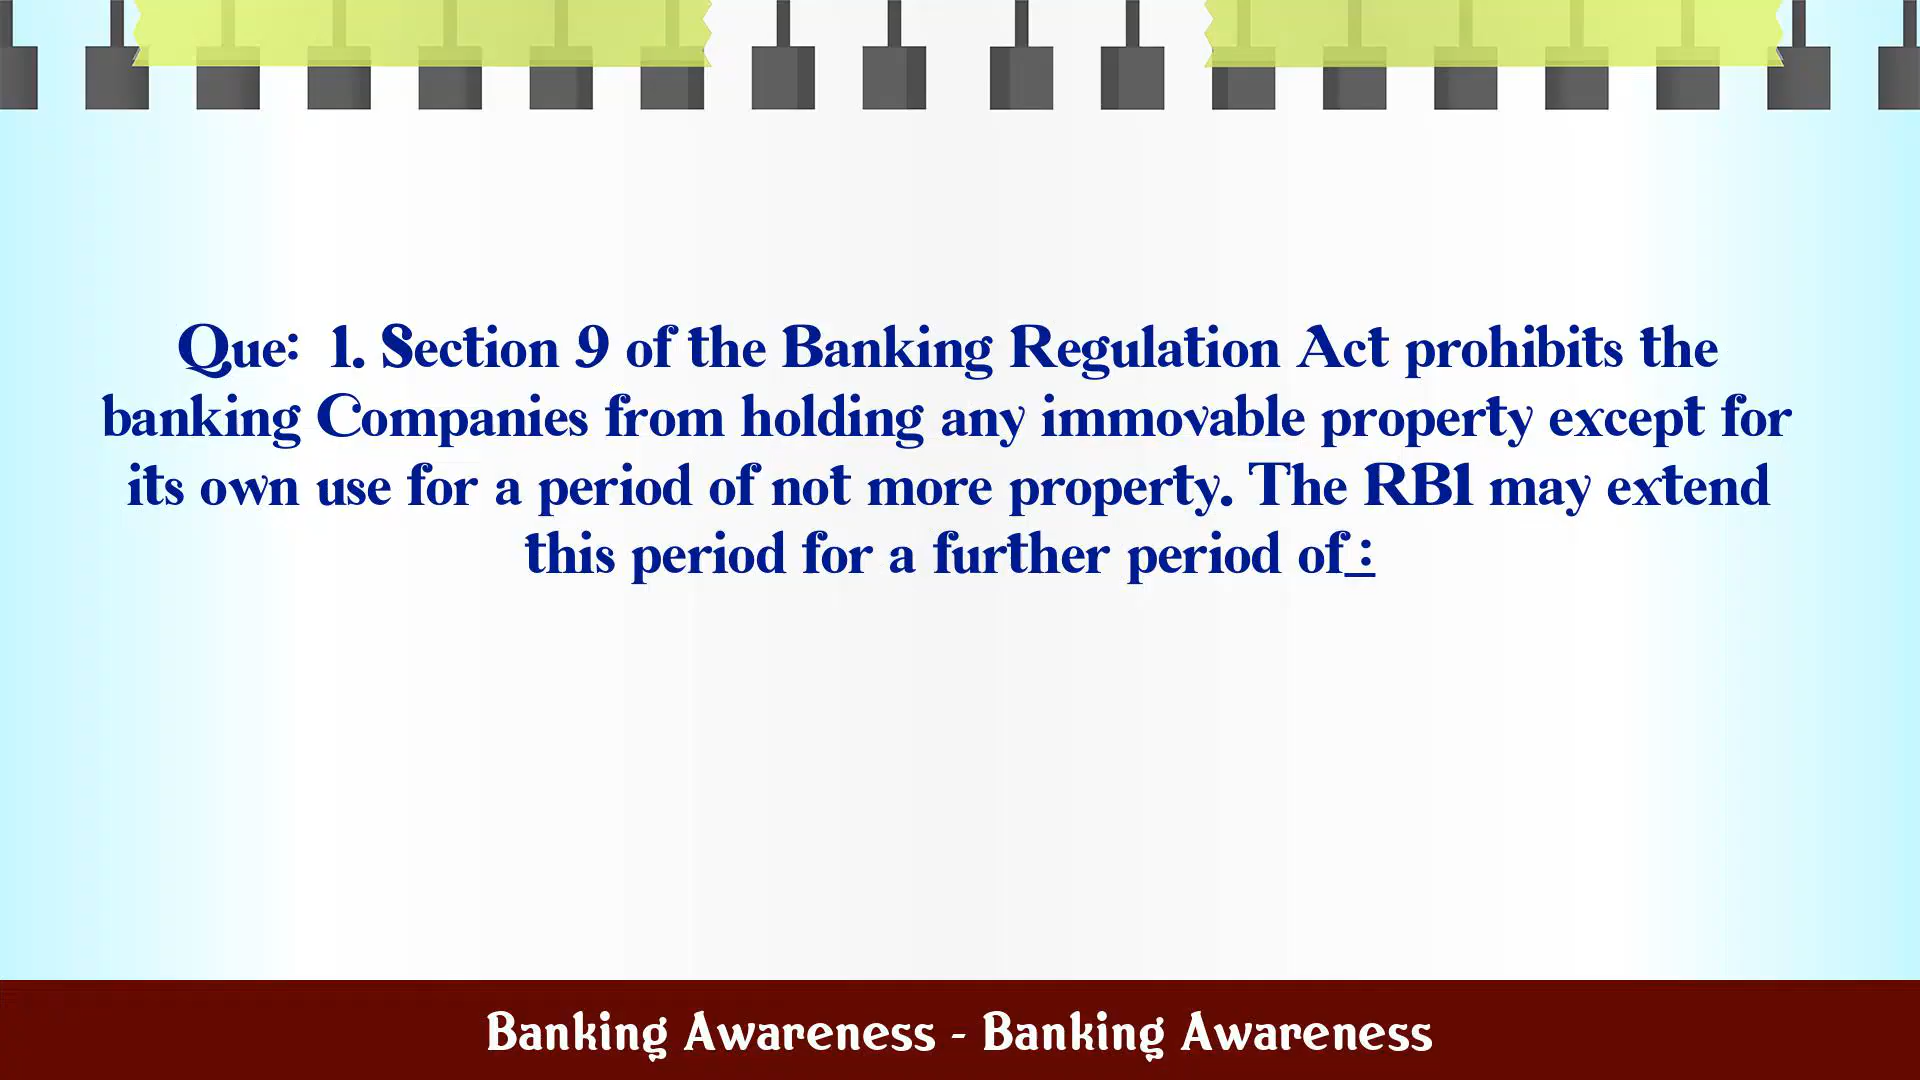 Que: 1. Section 9 of the Banking Regulation Act prohibits the
banking Companies from holding any immovable property except for
its own use for a period of not more property. The RBI may extend
this period for a further period of :
Banking Awareness - Banking Awareness